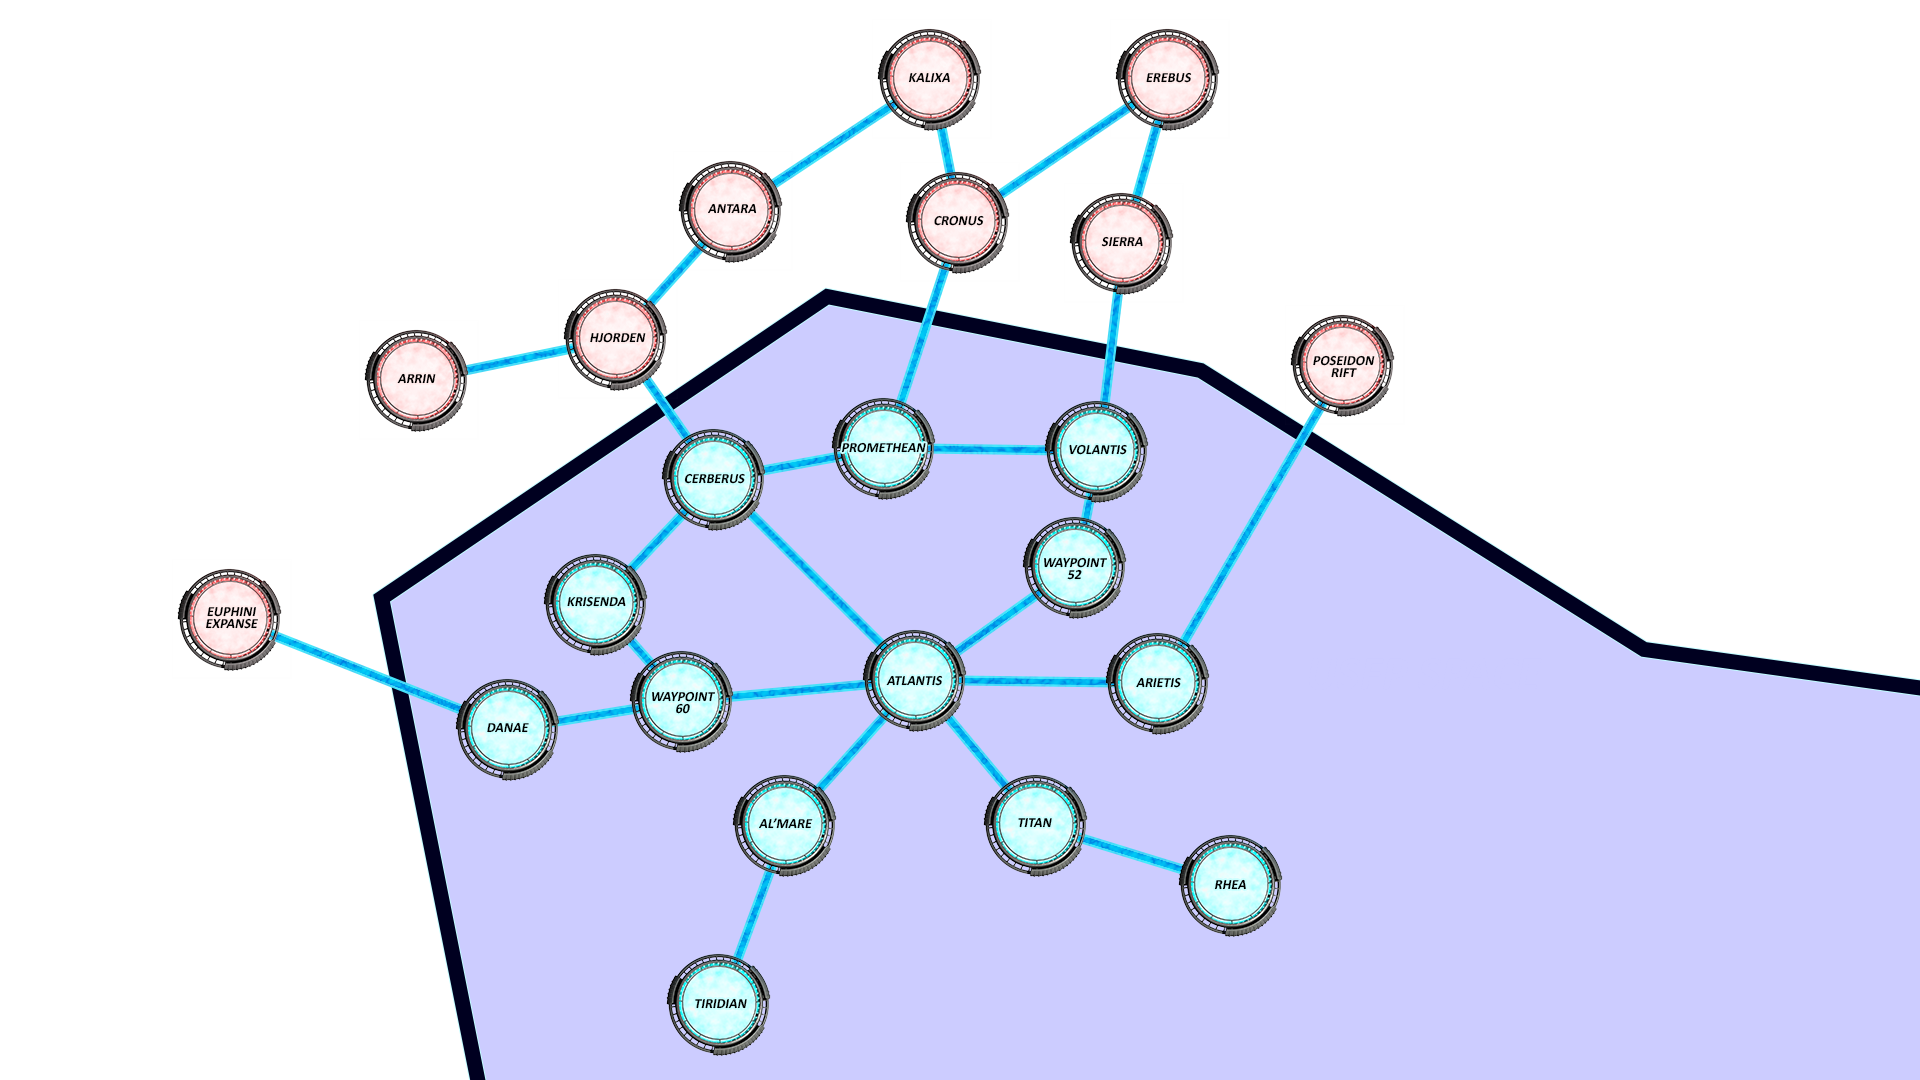 KALIXA
EREBUS
ANTARA
CRONUS
SIERRA
HJORDEN
POSEIDON
RIFT
ARRIN
PROMETHEAN
VOLANTIS
CERBERUS
WAYPOINT
52
KRISENDA
EUPHINI
EXPANSE
ATLANTIS
ARIETIS
WAYPOINT
60
DANAE
AL'MARE
TITAN
RHEA
TIRIDIAN